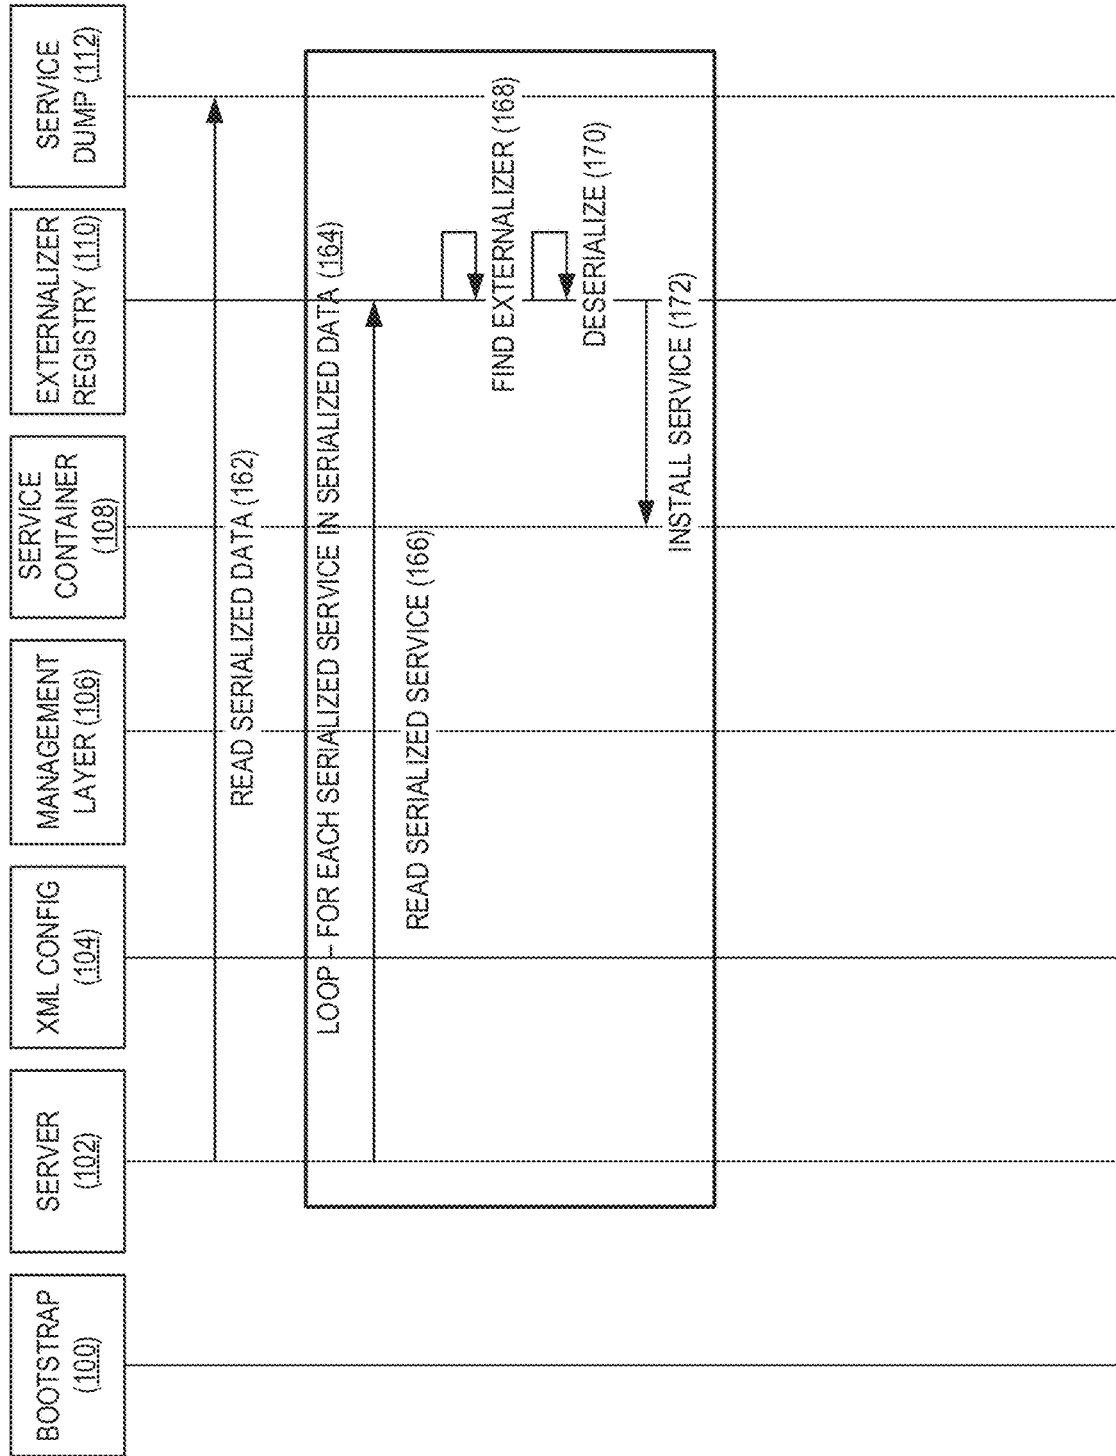 BOOTSTRAP
(100)
SERVER
(102)
XML CONFIG
(104)
MANAGEMENT
LAYER (106)
SERVICE
CONTAINER
(108)
EXTERNALIZER
REGISTRY (110)
SERVICE
DUMP (112)
READ SERIALIZED DATA (162)
LOOP – FOR EACH SERIALIZED SERVICE IN SERIALIZED DATA (164)
READ SERIALIZED SERVICE (166)
FIND EXTERNALIZER (168)
DESERIALIZE (170)
INSTALL SERVICE (172)